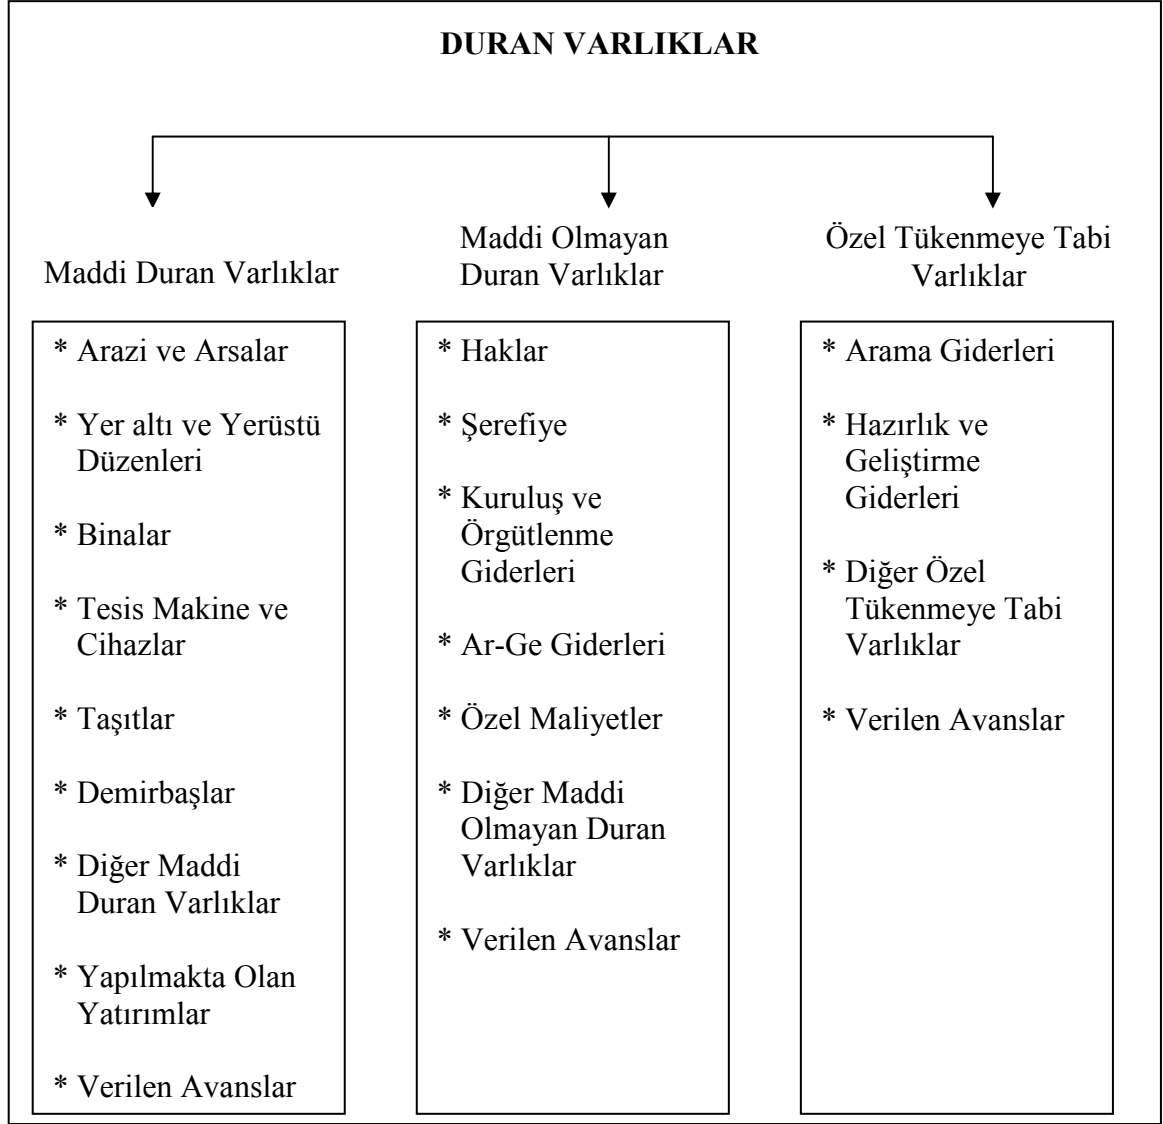 DURAN VARLIKLAR
Maddi Duran Varlıklar
* Arazi ve Arsalar
* Yer altı ve Yerüstü
Düzenleri
* Binalar
* Tesis Makine ve
Cihazlar
* Taşıtlar
* Demirbaşlar
* Diğer Maddi
Duran Varlıklar
* Yapılmakta Olan
Yatırımlar
* Verilen Avanslar
Maddi Olmayan
Duran Varlıklar
* Haklar
* Şerefiye
* Kuruluş ve
Örgütlenme
Giderleri
* Ar-Ge Giderleri
* Özel Maliyetler
* Diğer Maddi
Olmayan Duran
Varlıklar
* Verilen Avanslar
Özel Tükenmeye Tabi
Varlıklar
* Arama Giderleri
* Hazırlık ve
Geliştirme
Giderleri
* Diğer Özel
Tükenmeye Tabi
Varlıklar
* Verilen Avanslar